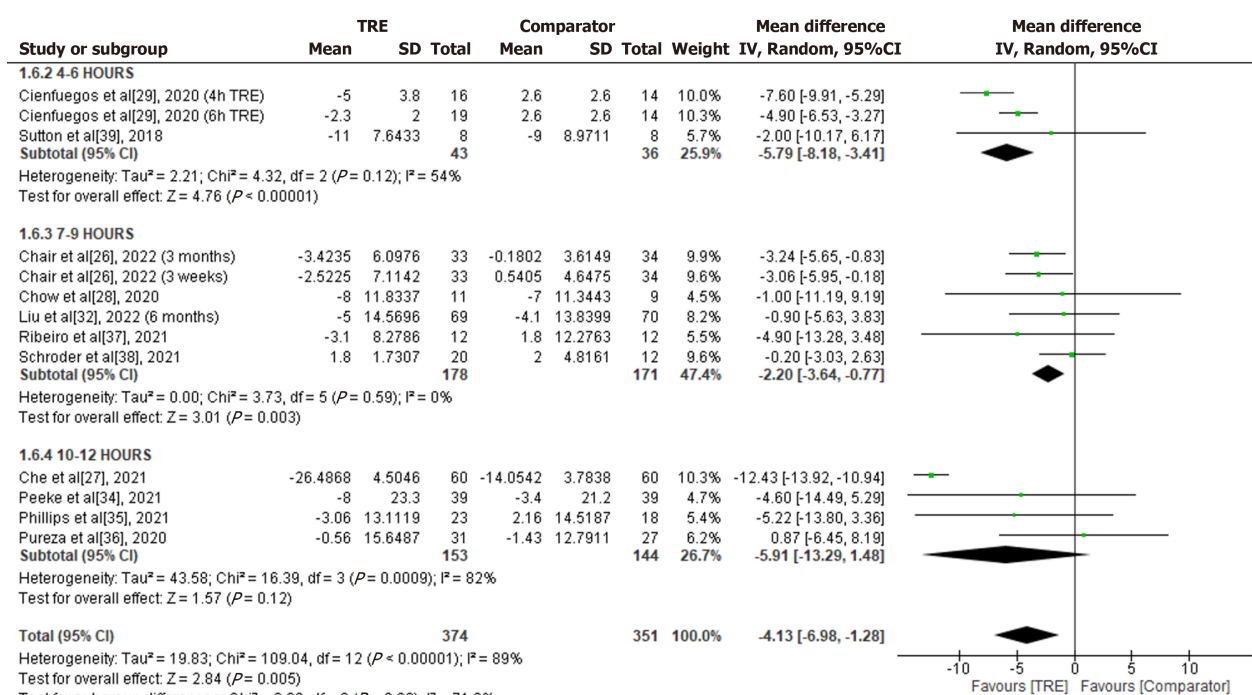 TRE Comparator Mean difference Mean difference
Study or subgroup Mean SD Total Mean SD Total Weight IV, Random, 95%CI IV, Random, 95%CI
1.6.2 4-6 HOURS
Cienfuegos et al[29], 2020 (4h TRE) -5 3.8 16 2.6 2.6 14 10.0% -7.60 [-9.91, -5.29]
Cienfuegos et al[29], 2020 (6h TRE) -2.3 2 19 2.6 2.6 14 10.3% -4.90 [-6.53, -3.27]
Sutton et al[39], 2018 -11 7.6433 8 -9 8.9711 8 5.7% -2.00 [-10.17, 6.17]
Subtotal (95% CI) 43 36 25.9% -5.79 [-8.18, -3.41]
Heterogeneity: Tau² = 2.21; Chi² = 4.32, df = 2 (P = 0.12); I² = 54%
Test for overall effect: Z = 4.76 (P < 0.00001)
1.6.3 7-9 HOURS
Chair et al[26], 2022 (3 months) -3.4235 6.0976 33 -0.1802 3.6149 34 9.9% -3.24 [-5.65, -0.83]
Chair et al[26], 2022 (3 weeks) -2.5225 7.1142 33 0.5405 4.6475 34 9.6% -3.06 [-5.95, -0.18]
Chow et al[28], 2020 -8 11.8337 11 -7 11.3443 9 4.5% -1.00 [-11.19, 9.19]
Liu et al[32], 2022 (6 months) -5 14.5696 69 -4.1 13.8399 70 8.2% -0.90 [-5.63, 3.83]
Ribeiro et al[37], 2021 -3.1 8.2786 12 1.8 12.2763 12 5.5% -4.90 [-13.28, 3.48]
Schroder et al[38], 2021 1.8 1.7307 20 2 4.8161 12 9.6% -0.20 [-3.03, 2.63]
Subtotal (95% CI) 178 171 47.4% -2.20 [-3.64, -0.77]
Heterogeneity: Tau² = 0.00; Chi² = 3.73, df = 5 (P = 0.59); I² = 0%
Test for overall effect: Z = 3.01 (P = 0.003)
1.6.4 10-12 HOURS
Che et al[27], 2021 -26.4868 4.5046 60 -14.0542 3.7838 60 10.3% -12.43 [-13.92, -10.94]
Peeke et al[34], 2021 -8 23.3 39 -3.4 21.2 39 4.7% -4.60 [-14.49, 5.29]
Phillips et al[35], 2021 -3.06 13.1119 23 2.16 14.5187 18 5.4% -5.22 [-13.80, 3.36]
Pureza et al[36], 2020 -0.56 15.6487 31 -1.43 12.7911 27 6.2% 0.87 [-6.45, 8.19]
Subtotal (95% CI) 153 144 26.7% -5.91 [-13.29, 1.48]
Heterogeneity: Tau² = 43.58; Chi² = 16.39, df = 3 (P = 0.0009); I² = 82%
Test for overall effect: Z = 1.57 (P = 0.12)
Total (95% CI) 374 351 100.0% -4.13 [-6.98, -1.28]
Heterogeneity: Tau² = 19.83; Chi² = 109.04, df = 12 (P < 0.00001); I² = 89%
Test for overall effect: Z = 2.84 (P = 0.005)
-10 -5 0 5 10
Favours [TRE] Favours [Comparator]